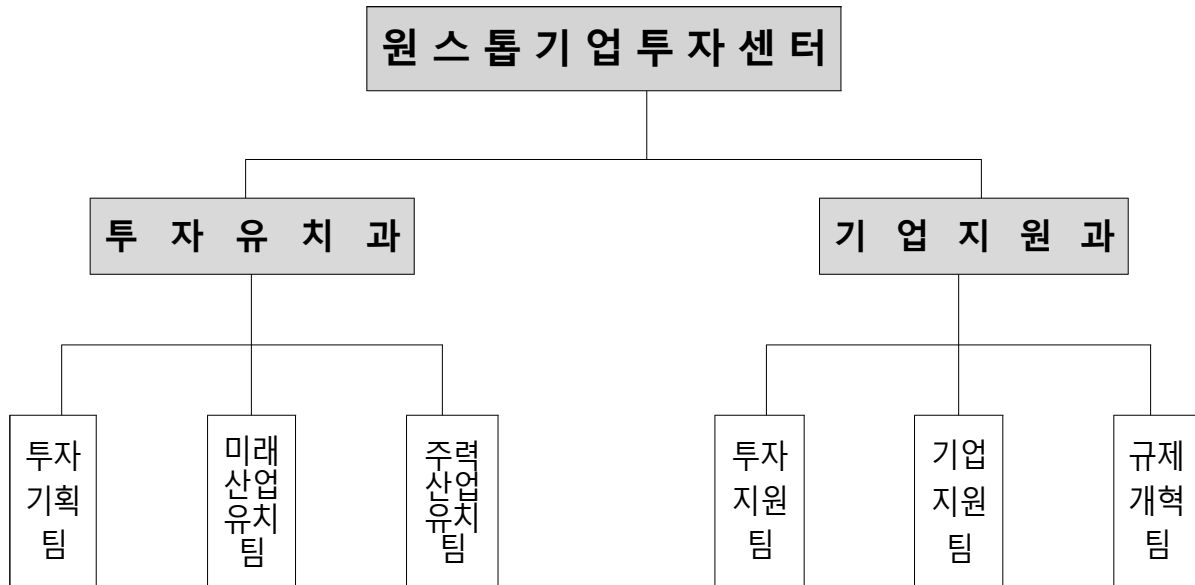 원스톱기업투자센터
투자유치과
기업지원과
투자
기획
팀
미래
산업
유치
팀
주력
산업
유치
팀
투자
지원
팀
기업
지원
팀
규제
개혁
팀